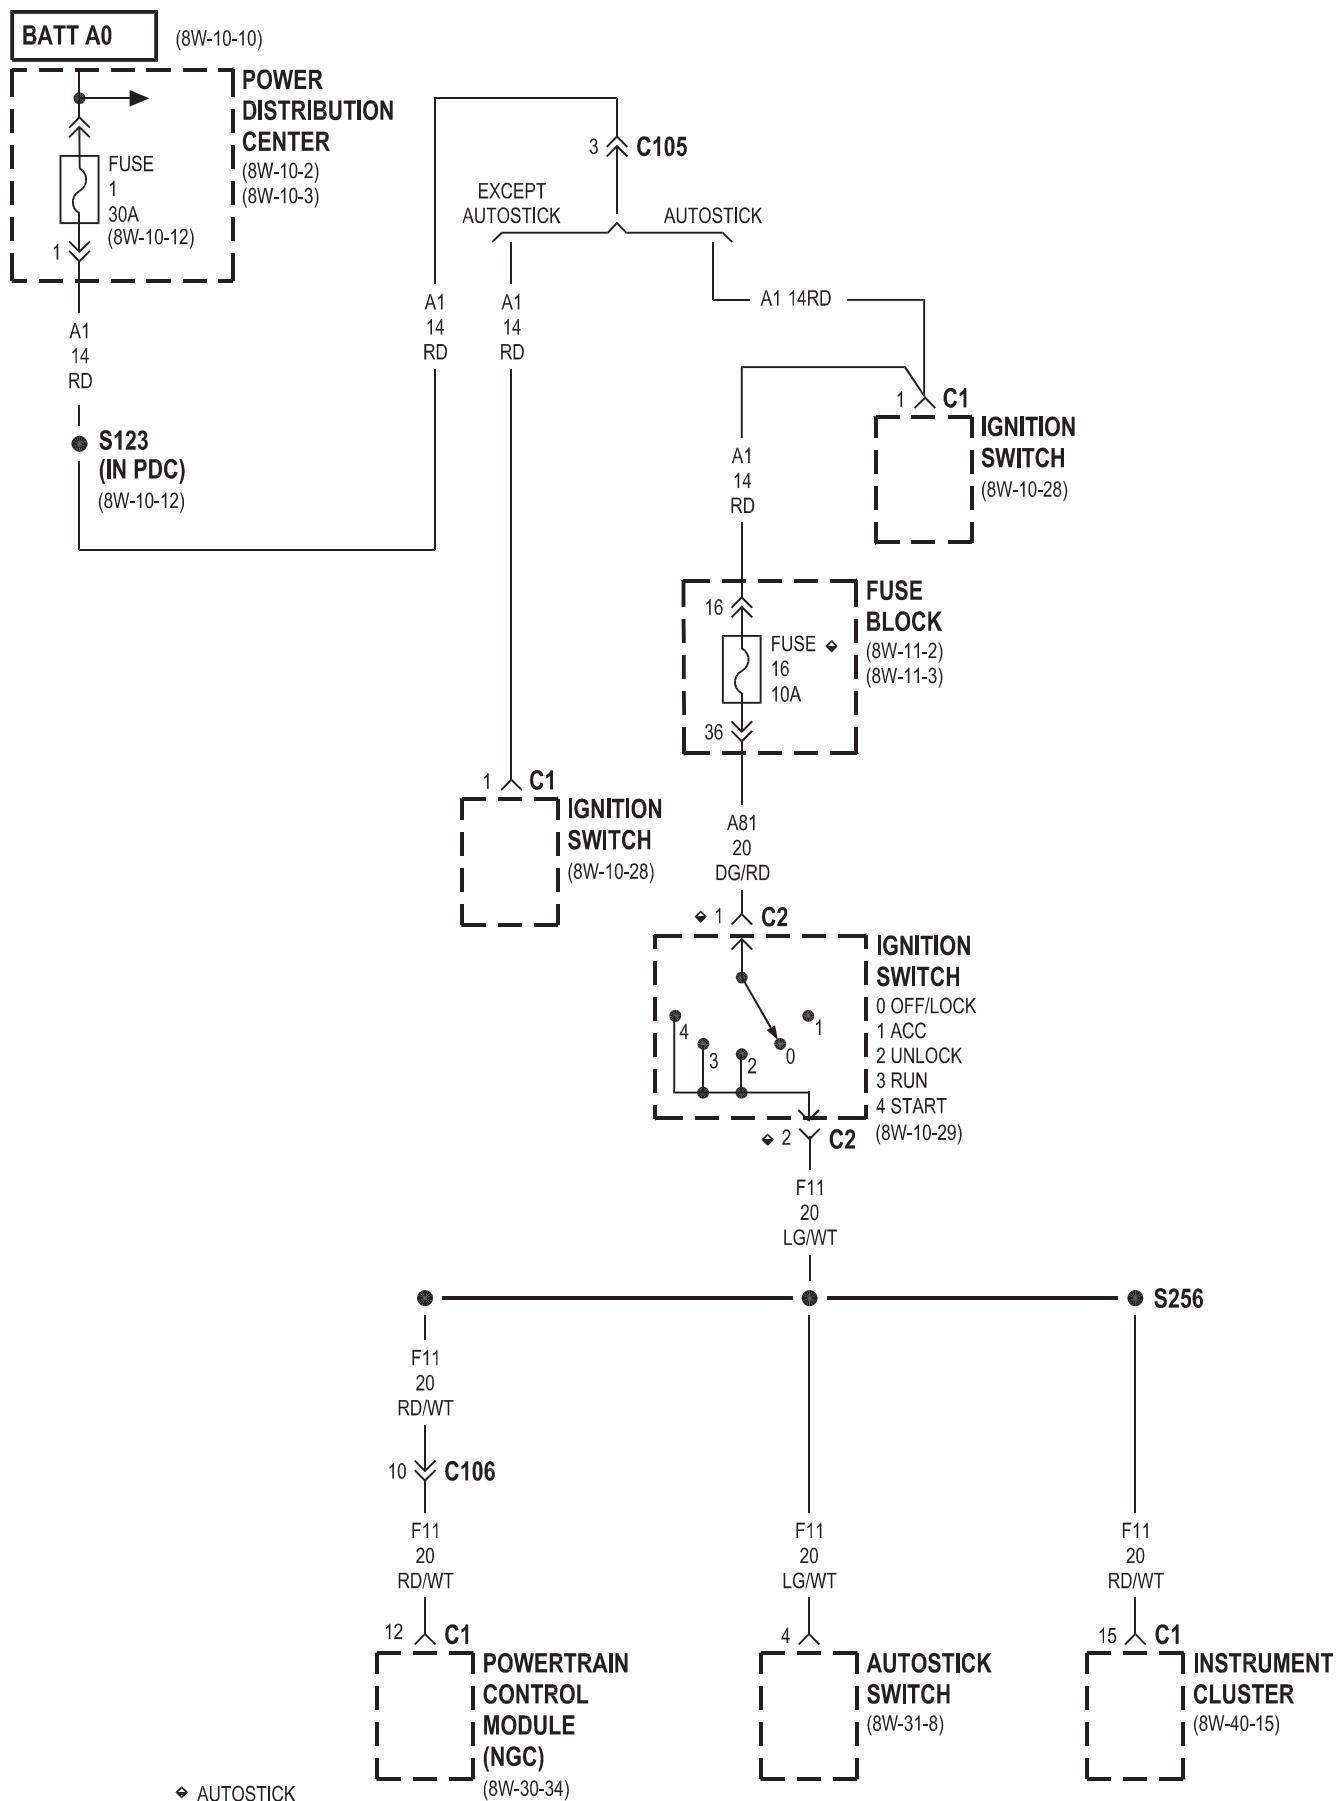 BATT A0
(8W-10-10)
POWER
DISTRIBUTION
CENTER
(8W-10-2)
(8W-10-3)
FUSE
1
30A
(8W-10-12)
1
A1
14
RD
S123
(IN PDC)
(8W-10-12)
A1
14
RD
3 C105
EXCEPT
AUTOSTICK
AUTOSTICK
A1
14
RD
A1 14RD
1 C1
IGNITION
SWITCH
(8W-10-28)
A1
14
RD
FUSE
BLOCK
(8W-11-2)
(8W-11-3)
16
FUSE ⬙
16
10A
36
1 C1
IGNITION
SWITCH
(8W-10-28)
A81
20
DG/RD
⬙ 1 C2
IGNITION
SWITCH
0 OFF/LOCK
1 ACC
2 UNLOCK
3 RUN
4 START
(8W-10-29)
4
3
2
0
1
⬙ 2 C2
F11
20
LG/WT
S256
F11
20
RD/WT
10 C106
F11
20
RD/WT
F11
20
LG/WT
F11
20
RD/WT
12 C1
POWERTRAIN
CONTROL
MODULE
(NGC)
(8W-30-34)
4
AUTOSTICK
SWITCH
(8W-31-8)
15 C1
INSTRUMENT
CLUSTER
(8W-40-15)
⬙ AUTOSTICK